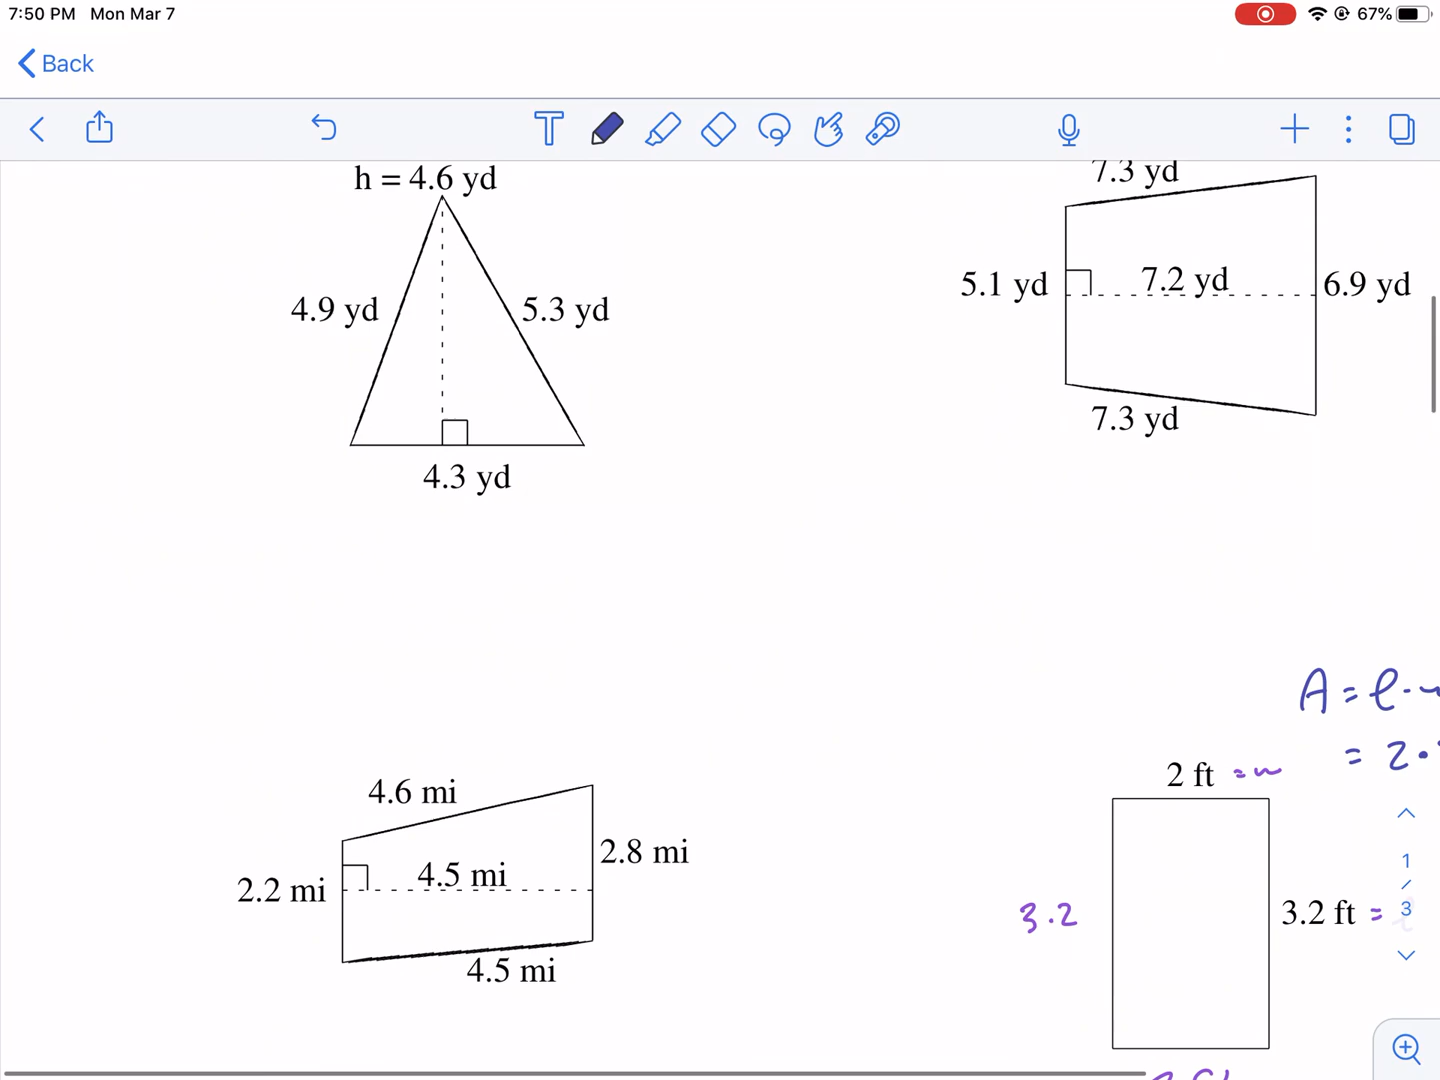 7:50 PM Mon Mar 7
67%
Back
h = 4.6 yd
4.9 yd
5.3 yd
4.3 yd
7.3 yd
5.1 yd
7.2 yd
6.9 yd
7.3 yd
A = l ·
= 2 ·
4.6 mi
2.2 mi
4.5 mi
2.8 mi
4.5 mi
2 ft = w
3.2
3.2 ft =
1
/
3